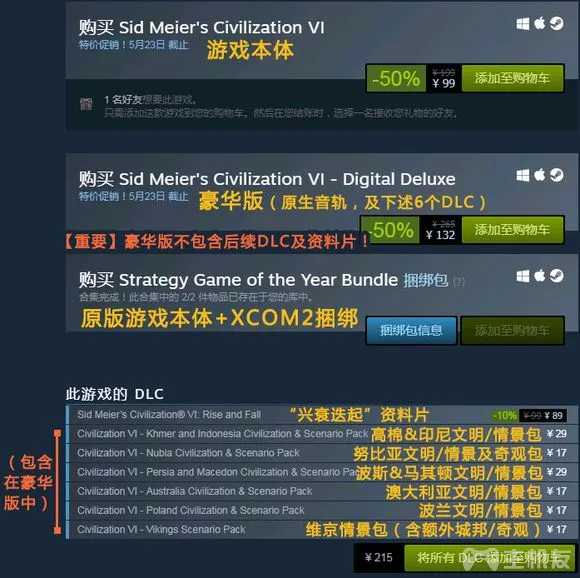 购买 Sid Meier's Civilization VI
特价促销！5月23日 截止
游戏本体
-50% ¥ 199 ¥ 99 添加至购物车
1 名好友想要此游戏。
只需添加这款游戏到您的购物车。然后在您结账时，选择一名接收您礼物的好友。
购买 Sid Meier's Civilization VI - Digital Deluxe
特价促销！5月23日 截止
豪华版（原生音轨，及下述6个DLC）
-50% ¥ 265 ¥ 132 添加至购物车
【重要】豪华版不包含后续DLC及资料片！
购买 Strategy Game of the Year Bundle 捆绑包 (?)
合集完成！此合集中的 2/2 件物品已存在于您的库中。
原版游戏本体+XCOM2捆绑
捆绑包信息 添加至购物车
此游戏的 DLC
Sid Meier's Civilization® VI: Rise and Fall “兴衰迭起”资料片 -10% ¥ 99 ¥ 89
Civilization VI - Khmer and Indonesia Civilization & Scenario Pack 高棉&印尼文明/情景包 ¥ 29
Civilization VI - Nubia Civilization & Scenario Pack 努比亚文明/情景及奇观包 ¥ 17
Civilization VI - Persia and Macedon Civilization & Scenario Pack 波斯&马其顿文明/情景包 ¥ 29
Civilization VI - Australia Civilization & Scenario Pack 澳大利亚文明/情景包 ¥ 17
Civilization VI - Poland Civilization & Scenario Pack 波兰文明/情景包 ¥ 17
Civilization VI - Vikings Scenario Pack 维京情景包（含额外城邦/奇观） ¥ 17
（包含
在豪华
版中）
¥ 215 将所有 DLC 添加至购物车
主机友